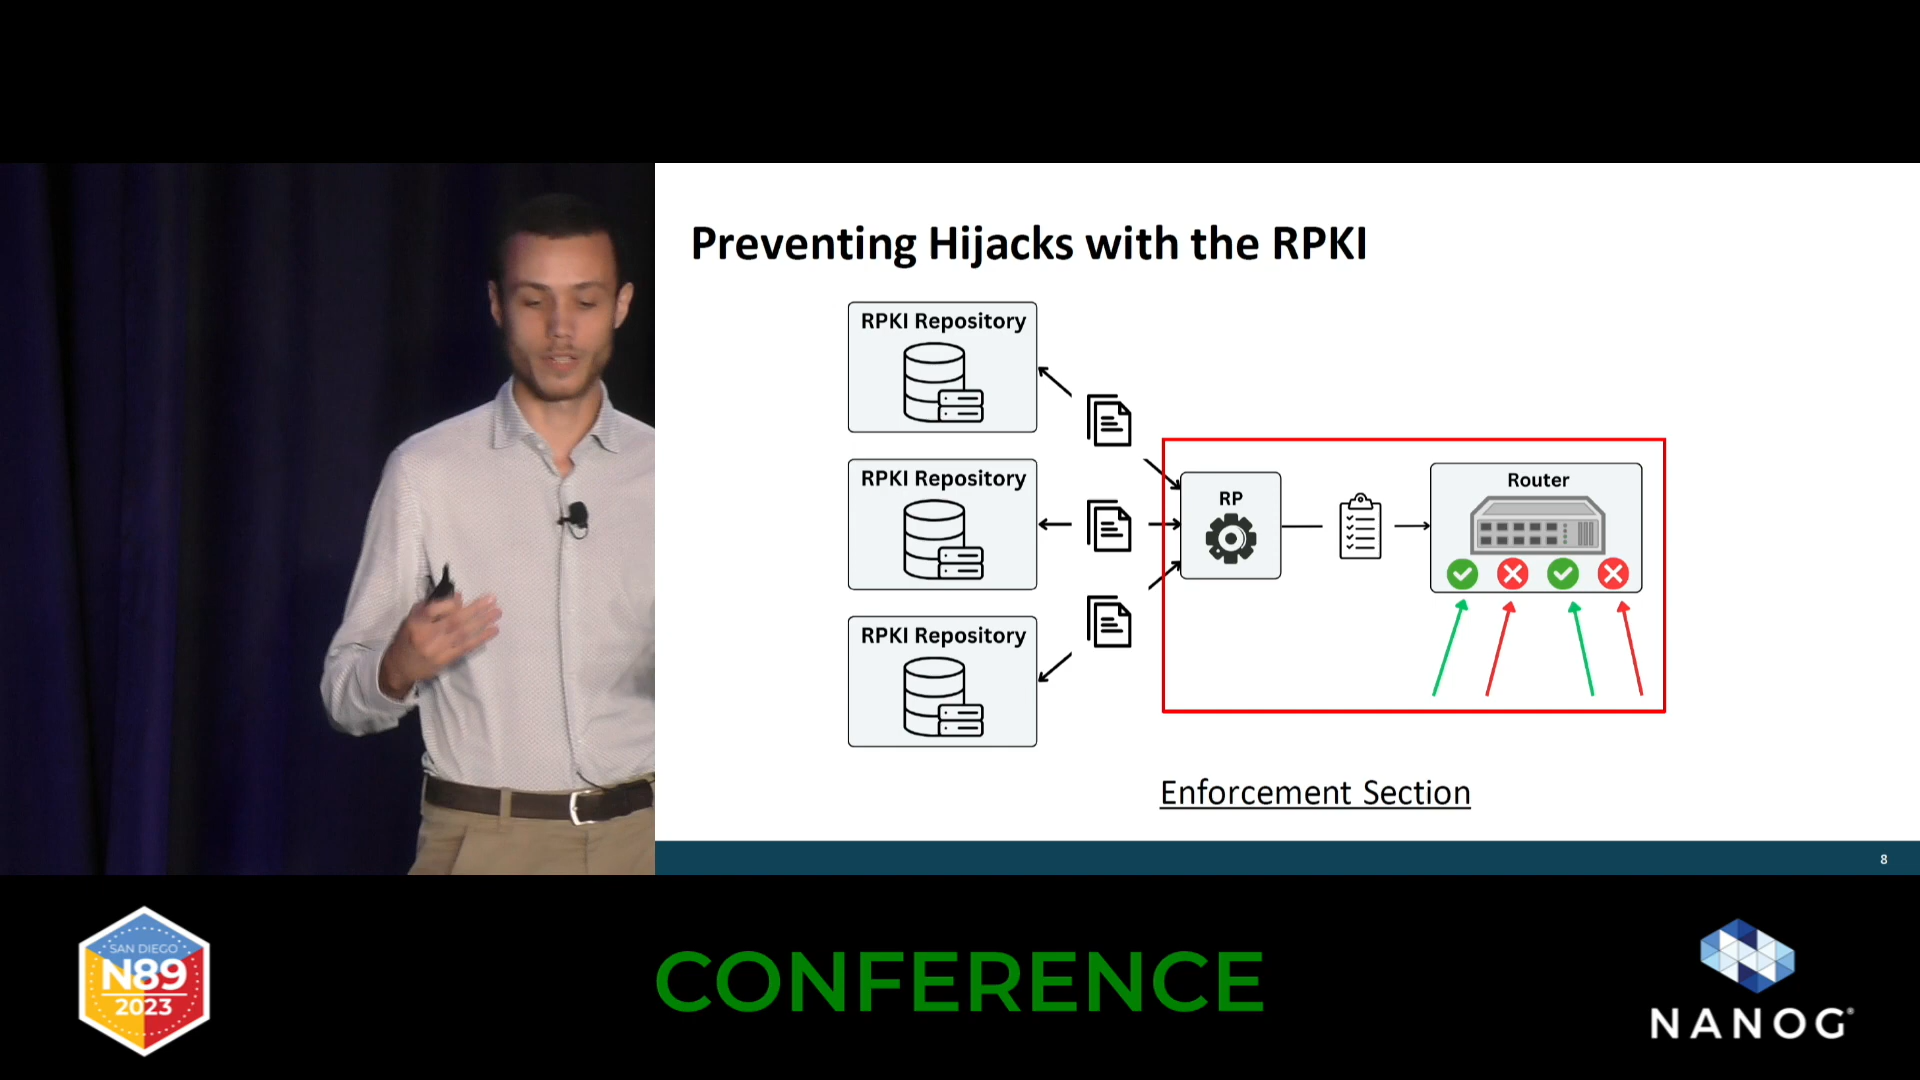 Preventing Hijacks with the RPKI
RPKI Repository
RPKI Repository
RPKI Repository
RP
Router
Enforcement Section
8
SAN DIEGO
N89
2023
CONFERENCE
NANOG®